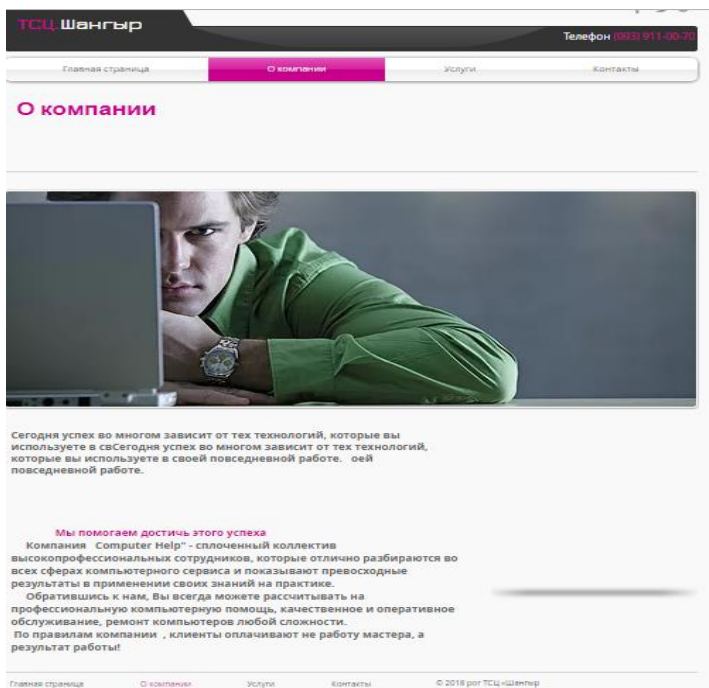 ТСЦ Шангыр
Телефон (093) 911-00-70
Главная страница О компании Услуги Контакты
О компании
Сегодня успех во многом зависит от тех технологий, которые вы
используете в свСегодня успех во многом зависит от тех технологий,
которые вы используете в своей повседневной работе. оей
повседневной работе.
Мы помогаем достичь этого успеха
Компания Computer Help" - сплоченный коллектив
высокопрофессиональных сотрудников, которые отлично разбираются во
всех сферах компьютерного сервиса и показывают превосходные
результаты в применении своих знаний на практике.
Обратившись к нам, Вы всегда можете рассчитывать на
профессиональную компьютерную помощь, качественное и оперативное
обслуживание, ремонт компьютеров любой сложности.
По правилам компании , клиенты оплачивают не работу мастера, а
результат работы!
Главная страница О компании Услуги Контакты © 2018 por ТСЦ «Шангыр